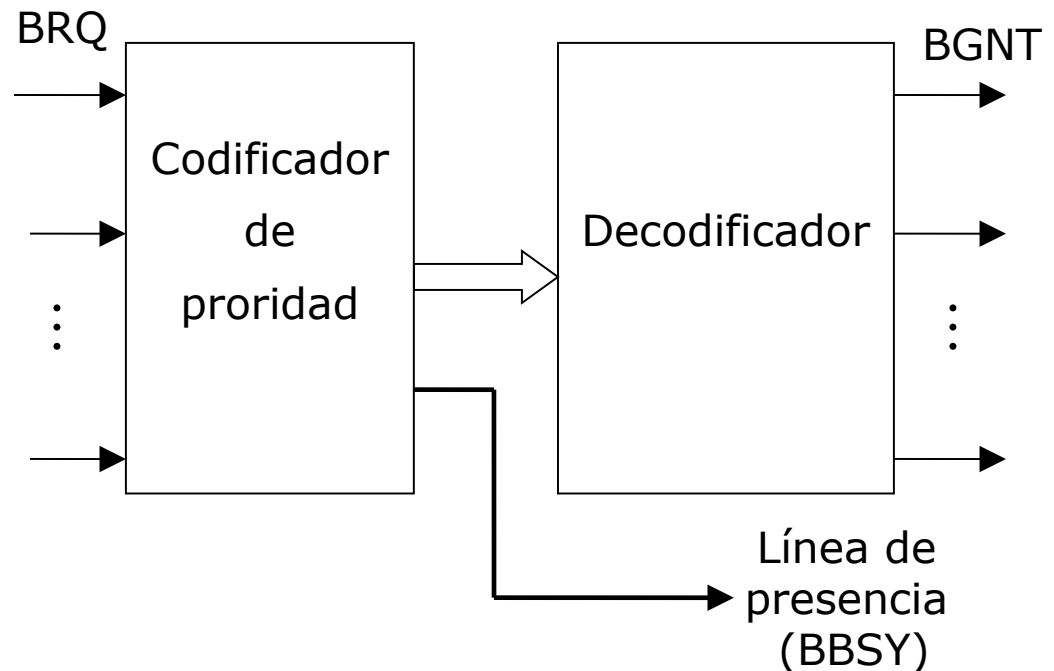 BRQ
BGNT
Codificador
de
proridad
Decodificador
Línea de
presencia
(BBSY)